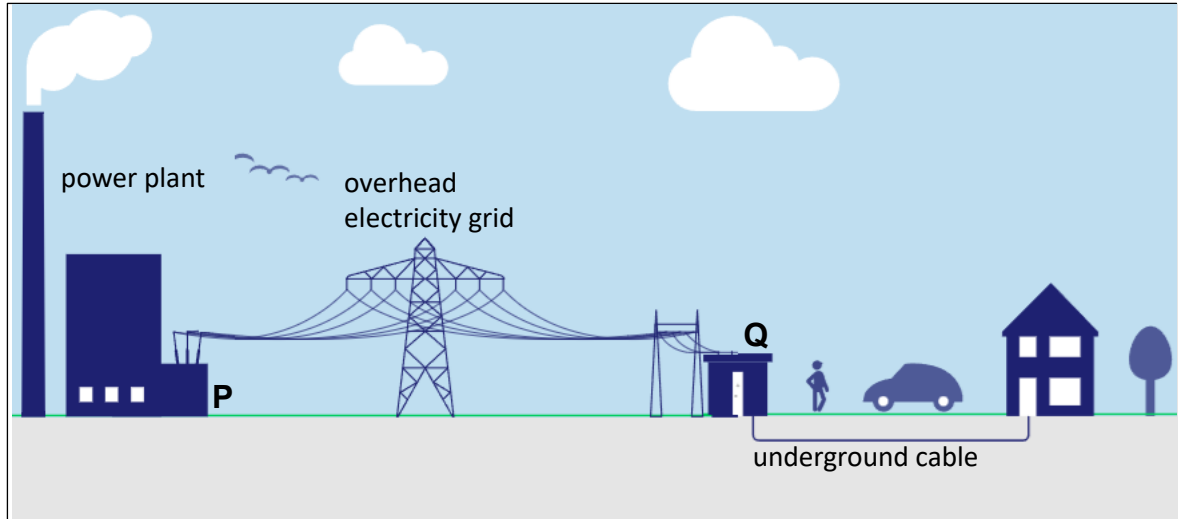 power plant
overhead
electricity grid
P
Q
underground cable